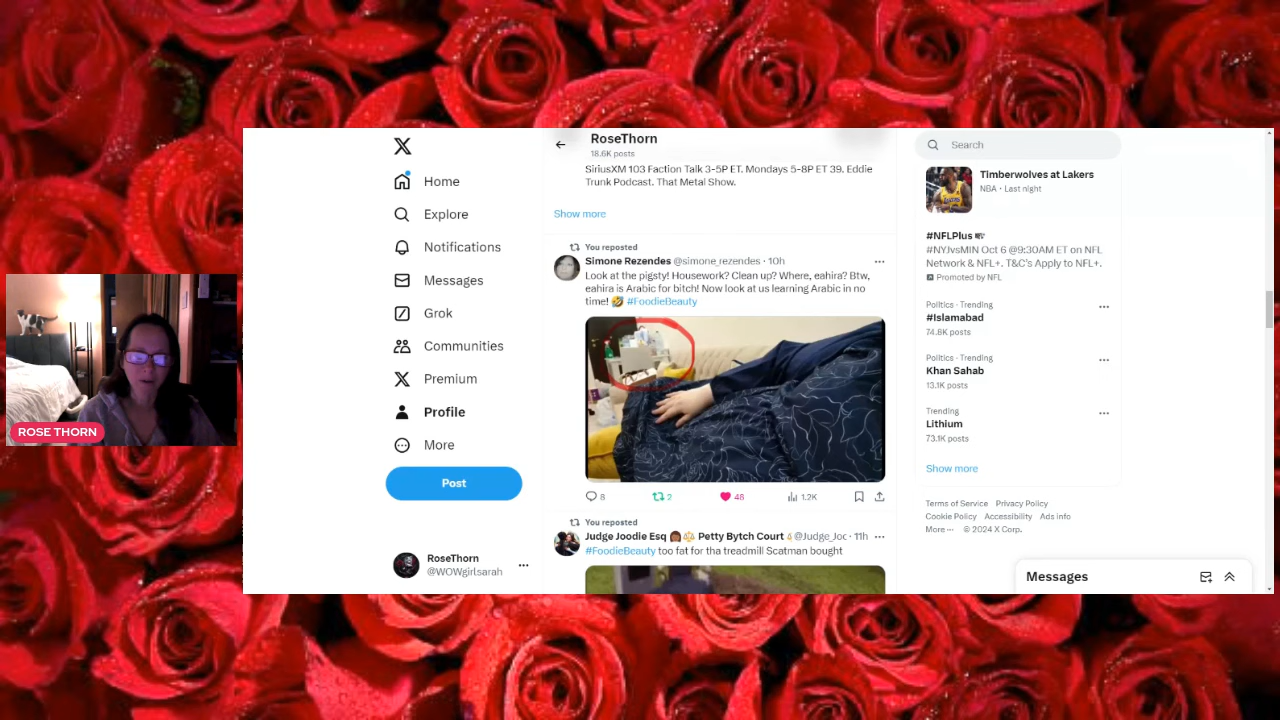 Home
Explore
Notifications
Messages
Grok
Communities
Premium
Profile
More
Post
RoseThorn
@WOWgirlsarah
RoseThorn
18.6K posts
SiriusXM 103 Faction Talk 3-5P ET. Mondays 5-8P ET 39. Eddie
Trunk Podcast. That Metal Show.
Show more
You reposted
Simone Rezendes @simone_rezendes · 10h
Look at the pigsty! Housework? Clean up? Where, eahira? Btw,
eahira is Arabic for bitch! Now look at us learning Arabic in no
time! 🤣 #FoodieBeauty
8 2 48 1.2K
You reposted
Judge Joodie Esq 👩🏾⚖️ Petty Bytch Court @Judge_Joc · 11h
#FoodieBeauty too fat for tha treadmill Scatman bought
Search
Timberwolves at Lakers
NBA · Last night
#NFLPlus
#NYJvsMIN Oct 6 @9:30AM ET on NFL
Network & NFL+. T&C's Apply to NFL+.
Promoted by NFL
Politics · Trending
#Islamabad
74.8K posts
Politics · Trending
Khan Sahab
13.1K posts
Trending
Lithium
73.1K posts
Show more
Terms of Service Privacy Policy
Cookie Policy Accessibility Ads info
More ··· © 2024 X Corp.
Messages
ROSE THORN